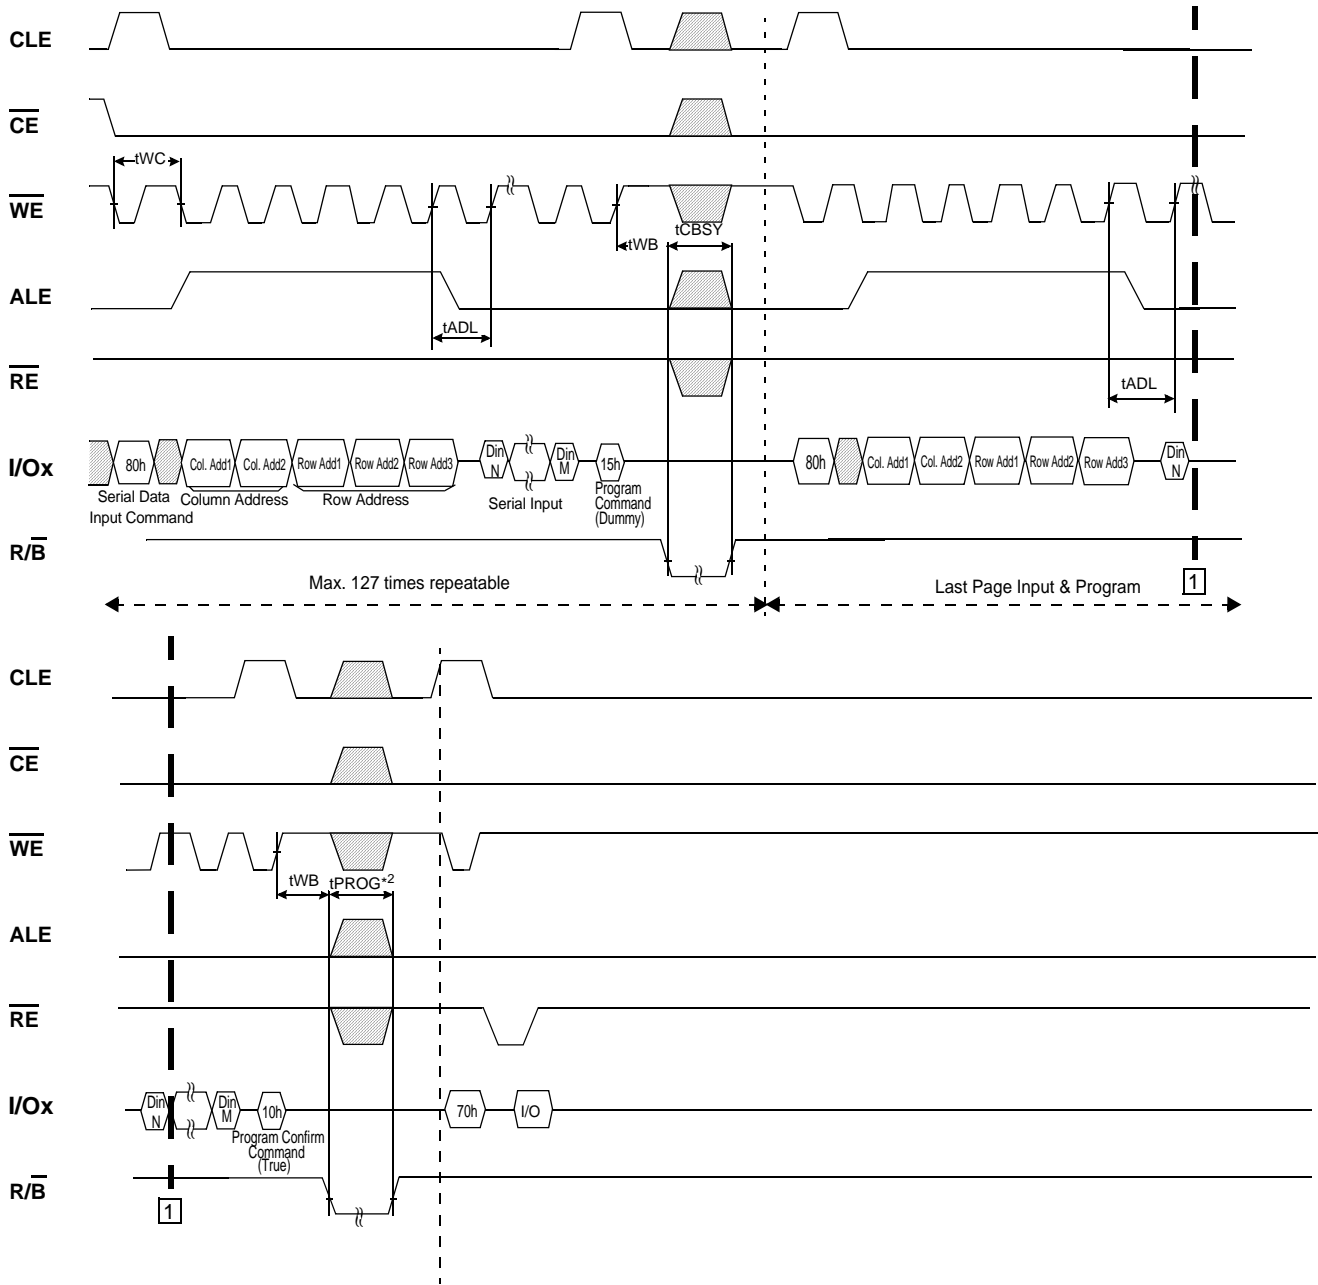 CLE
CE
tWC
WE
tWB
tCBSY
ALE
tADL
RE
tADL
I/Ox
80h
Col. Add1
Col. Add2
Row Add1
Row Add2
Row Add3
Din
N
Din
M
15h
80h
Col. Add1
Col. Add2
Row Add1
Row Add2
Row Add3
Din
N
Serial Data
Input Command
Column Address
Row Address
Serial Input
Program
Command
(Dummy)
R/B
Max. 127 times repeatable
Last Page Input & Program
1
CLE
CE
WE
tWB
tPROG*2
ALE
RE
I/Ox
Din
N
Din
M
10h
70h
I/O
Program Confirm
Command
(True)
R/B
1